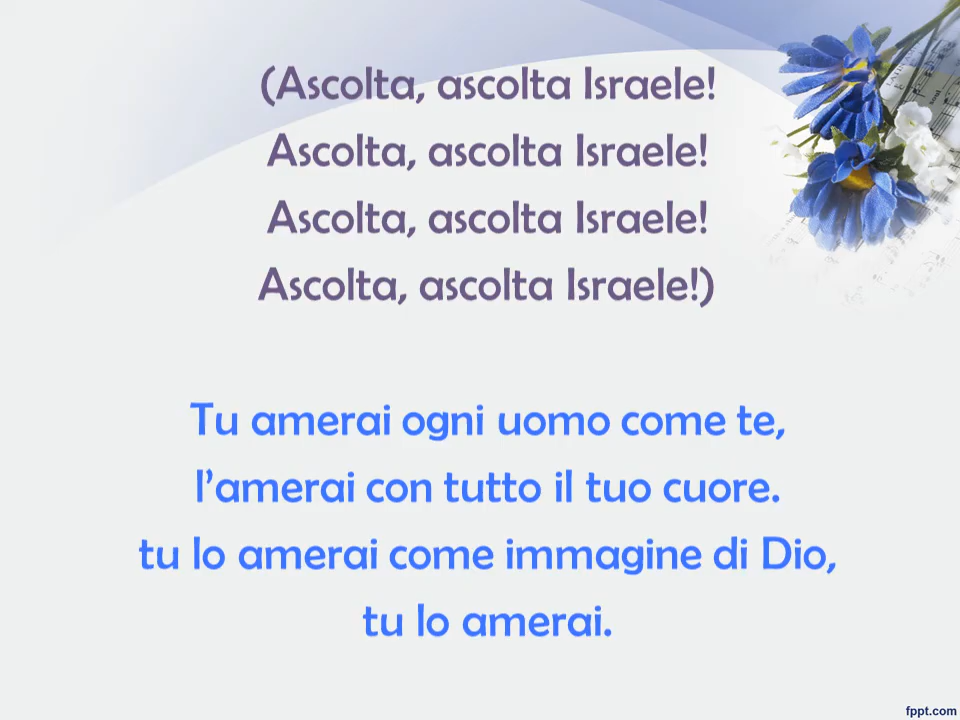 (Ascolta, ascolta Israele!
Ascolta, ascolta Israele!
Ascolta, ascolta Israele!
Ascolta, ascolta Israele!)
Tu amerai ogni uomo come te,
l’amerai con tutto il tuo cuore.
tu lo amerai come immagine di Dio,
tu lo amerai.
fppt.com